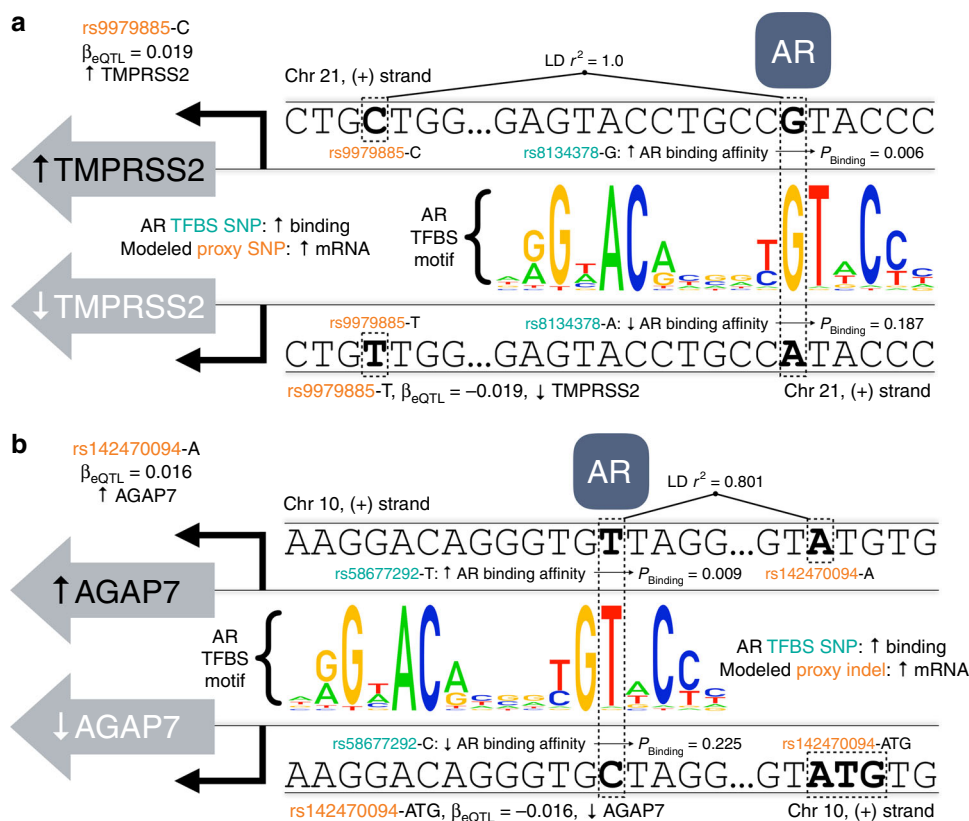 a
rs9979885-C
βeQTL = 0.019
↑ TMPRSS2
AR
LD r² = 1.0
Chr 21, (+) strand
CTGCTGG...GAGTACCTGCCGTACCC
rs9979885-C
rs8134378-G: ↑ AR binding affinity → PBinding = 0.006
↑TMPRSS2
AR TFBS SNP: ↑ binding
Modeled proxy SNP: ↑ mRNA
AR
TFBS
motif
↓TMPRSS2
rs9979885-T
rs8134378-A: ↓ AR binding affinity → PBinding = 0.187
CTGTTGG...GAGTACCTGCCATACCC
rs9979885-T, βeQTL = –0.019, ↓ TMPRSS2
Chr 21, (+) strand
b
rs142470094-A
βeQTL = 0.016
↑ AGAP7
AR
LD r² = 0.801
Chr 10, (+) strand
AAGGACAGGGTGTTAGG...GTATGTG
rs58677292-T: ↑ AR binding affinity → PBinding = 0.009
rs142470094-A
↑AGAP7
AR
TFBS
motif
AR TFBS SNP: ↑ binding
Modeled proxy indel: ↑ mRNA
↓AGAP7
rs58677292-C: ↓ AR binding affinity → PBinding = 0.225
rs142470094-ATG
AAGGACAGGGTGCTAGG...GTATGTG
rs142470094-ATG, βeQTL = –0.016, ↓ AGAP7
Chr 10, (+) strand